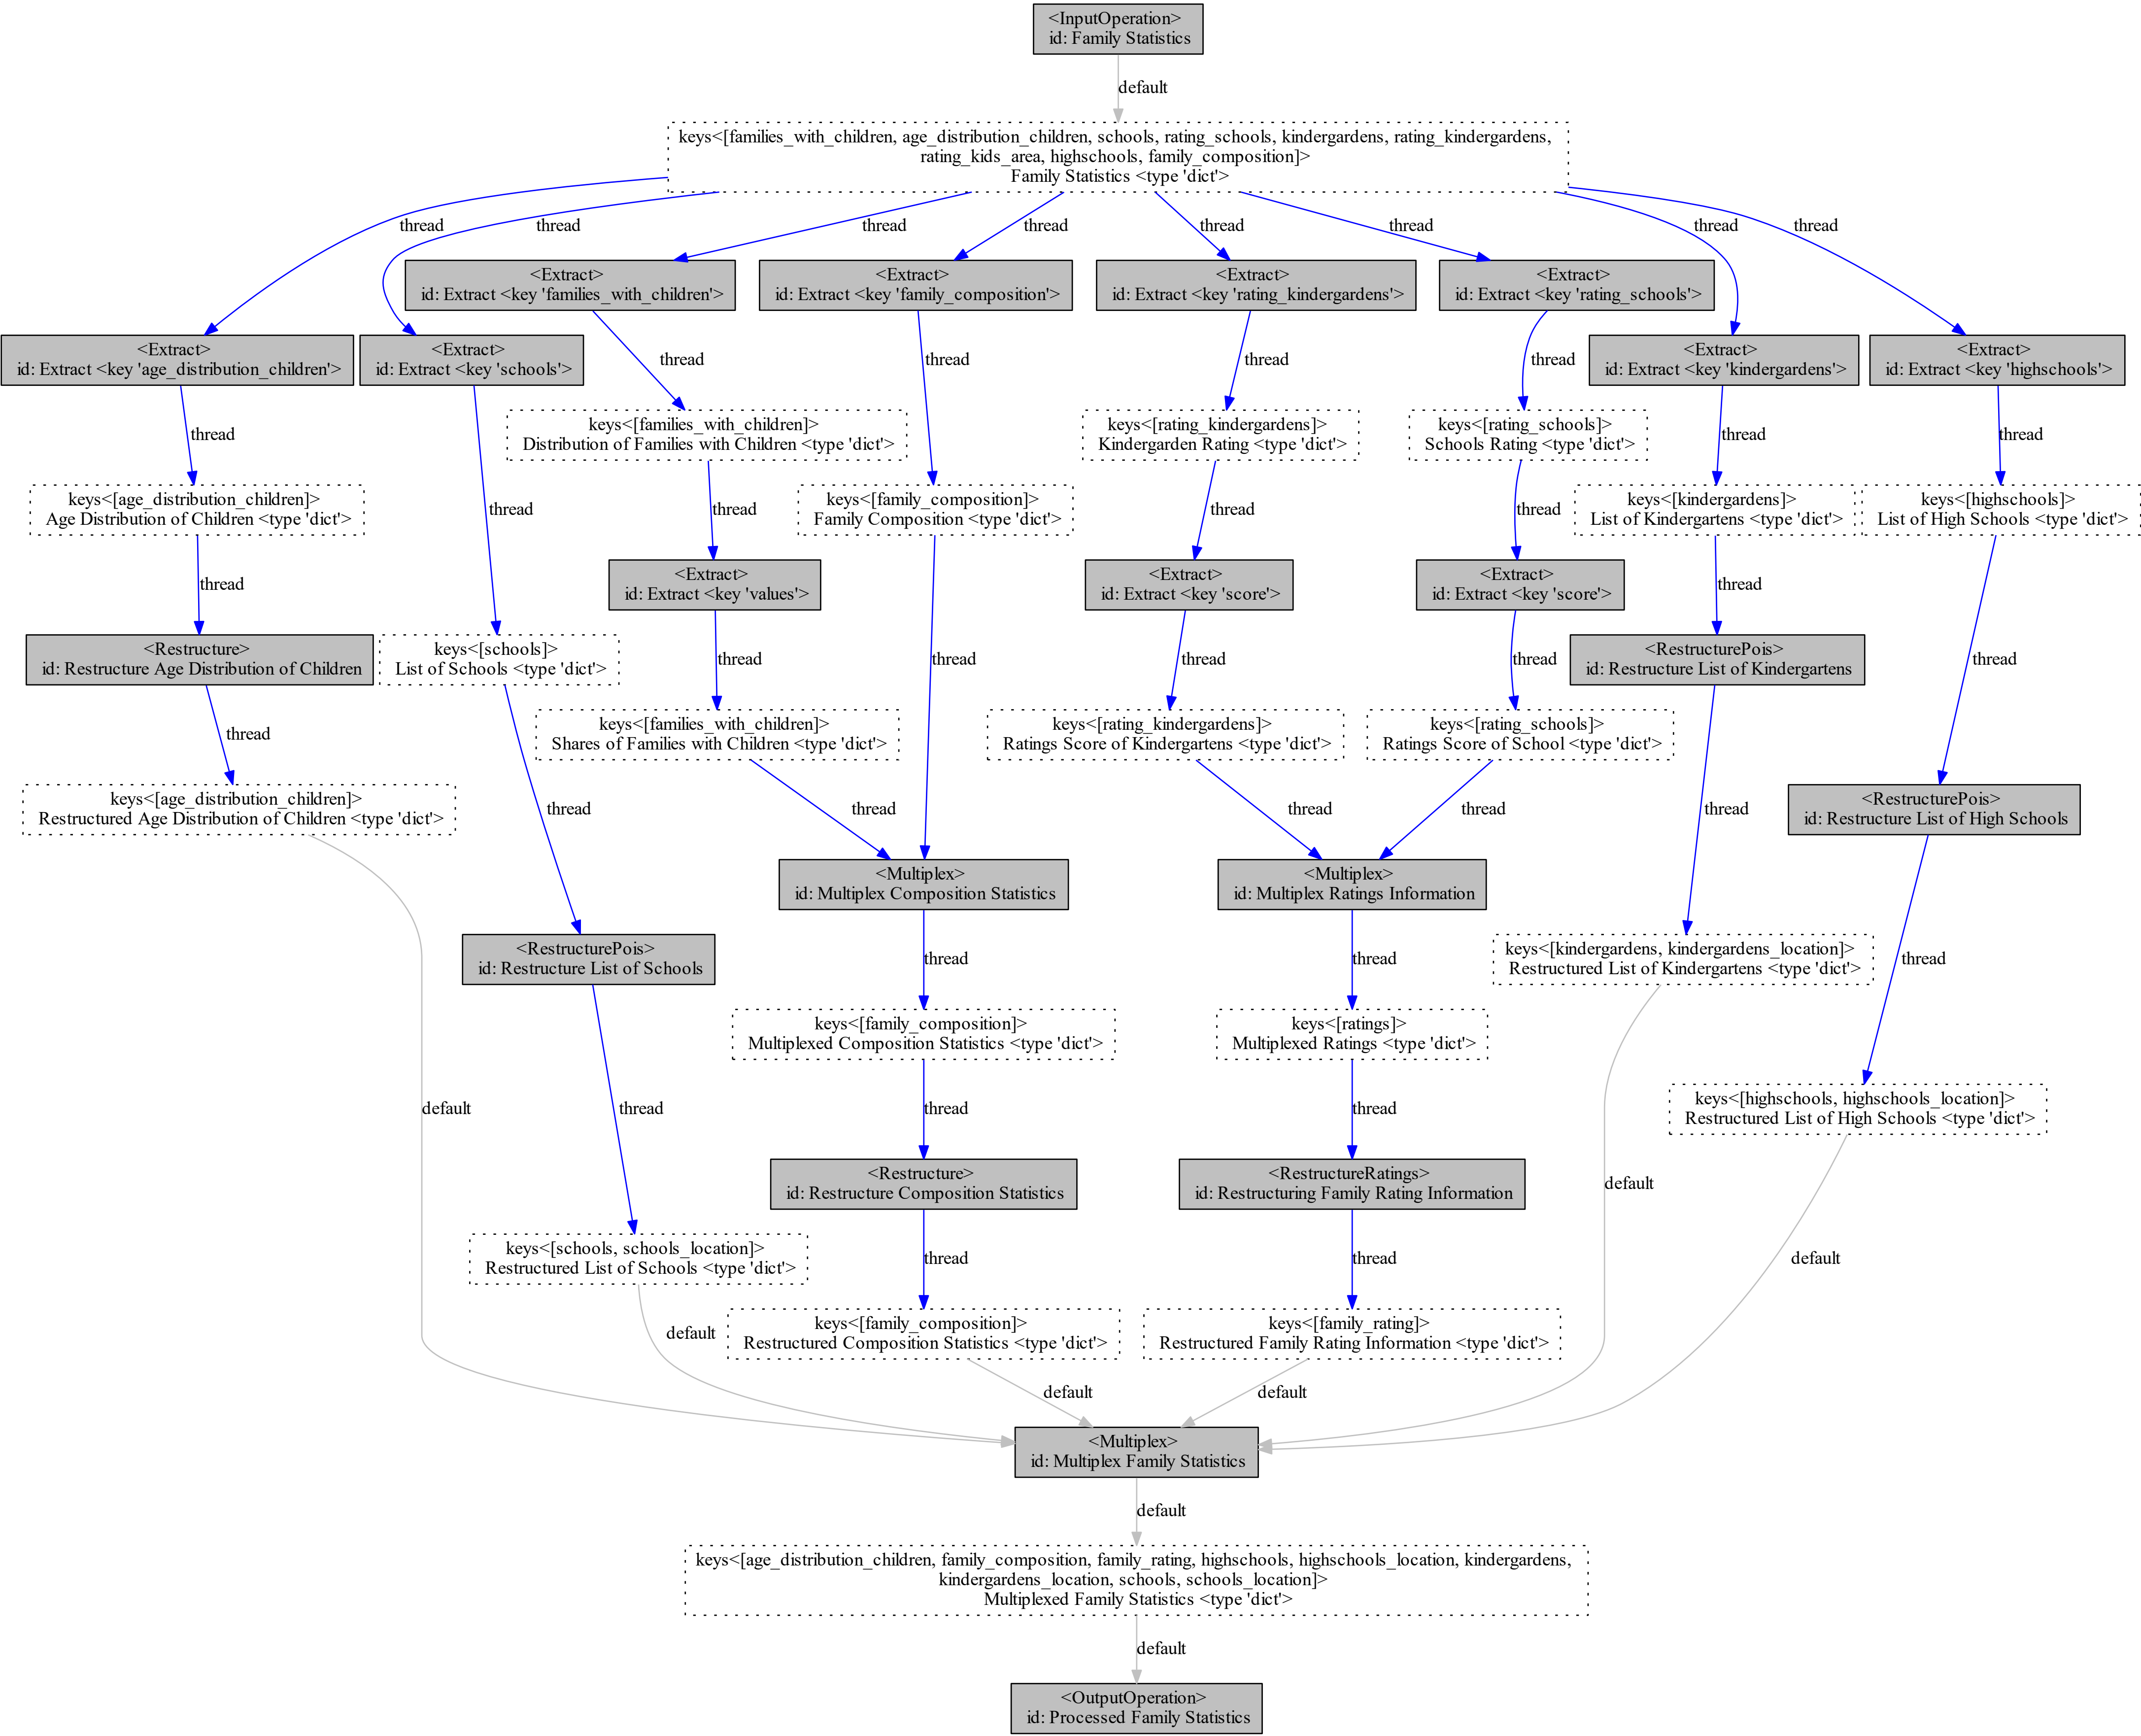 <InputOperation>
id: Family Statistics
default
keys<[families_with_children, age_distribution_children, schools, rating_schools, kindergardens, rating_kindergardens,
rating_kids_area, highschools, family_composition]>
Family Statistics <type 'dict'>
thread
thread
thread
thread
thread
thread
thread
thread
<Extract>
id: Extract <key 'families_with_children'>
<Extract>
id: Extract <key 'family_composition'>
<Extract>
id: Extract <key 'rating_kindergardens'>
<Extract>
id: Extract <key 'rating_schools'>
<Extract>
id: Extract <key 'age_distribution_children'>
<Extract>
id: Extract <key 'schools'>
<Extract>
id: Extract <key 'kindergardens'>
<Extract>
id: Extract <key 'highschools'>
thread
thread
thread
thread
keys<[families_with_children]>
Distribution of Families with Children <type 'dict'>
keys<[rating_kindergardens]>
Kindergarden Rating <type 'dict'>
keys<[rating_schools]>
Schools Rating <type 'dict'>
thread
thread
thread
keys<[age_distribution_children]>
Age Distribution of Children <type 'dict'>
keys<[family_composition]>
Family Composition <type 'dict'>
keys<[kindergardens]>
List of Kindergartens <type 'dict'>
keys<[highschools]>
List of High Schools <type 'dict'>
thread
thread
thread
thread
<Extract>
id: Extract <key 'values'>
<Extract>
id: Extract <key 'score'>
<Extract>
id: Extract <key 'score'>
thread
thread
<Restructure>
id: Restructure Age Distribution of Children
keys<[schools]>
List of Schools <type 'dict'>
<RestructurePois>
id: Restructure List of Kindergartens
thread
thread
thread
thread
thread
keys<[families_with_children]>
Shares of Families with Children <type 'dict'>
keys<[rating_kindergardens]>
Ratings Score of Kindergartens <type 'dict'>
keys<[rating_schools]>
Ratings Score of School <type 'dict'>
thread
keys<[age_distribution_children]>
Restructured Age Distribution of Children <type 'dict'>
thread
thread
thread
thread
thread
<RestructurePois>
id: Restructure List of High Schools
<Multiplex>
id: Multiplex Composition Statistics
<Multiplex>
id: Multiplex Ratings Information
<RestructurePois>
id: Restructure List of Schools
thread
thread
keys<[kindergardens, kindergardens_location]>
Restructured List of Kindergartens <type 'dict'>
thread
keys<[family_composition]>
Multiplexed Composition Statistics <type 'dict'>
keys<[ratings]>
Multiplexed Ratings <type 'dict'>
default
thread
thread
thread
keys<[highschools, highschools_location]>
Restructured List of High Schools <type 'dict'>
<Restructure>
id: Restructure Composition Statistics
<RestructureRatings>
id: Restructuring Family Rating Information
default
keys<[schools, schools_location]>
Restructured List of Schools <type 'dict'>
thread
thread
default
default
keys<[family_composition]>
Restructured Composition Statistics <type 'dict'>
keys<[family_rating]>
Restructured Family Rating Information <type 'dict'>
default
default
<Multiplex>
id: Multiplex Family Statistics
default
keys<[age_distribution_children, family_composition, family_rating, highschools, highschools_location, kindergardens,
kindergardens_location, schools, schools_location]>
Multiplexed Family Statistics <type 'dict'>
default
<OutputOperation>
id: Processed Family Statistics